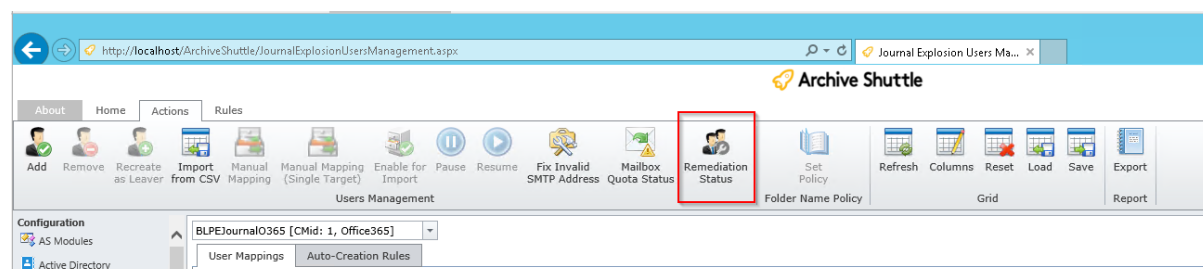 http://localhost/ArchiveShuttle/JournalExplosionUsersManagement.aspx
Journal Explosion Users Ma...
Archive Shuttle
About Home Actions Rules
Add Remove Recreate as Leaver Import from CSV Manual Mapping Manual Mapping (Single Target) Enable for Import Pause Resume Fix Invalid SMTP Address Mailbox Quota Status Remediation Status Set Policy Refresh Columns Reset Load Save Export
Users Management Folder Name Policy Grid Report
Configuration
BLPEJournalO365 [CMid: 1, Office365]
AS Modules
User Mappings Auto-Creation Rules
Active Directory